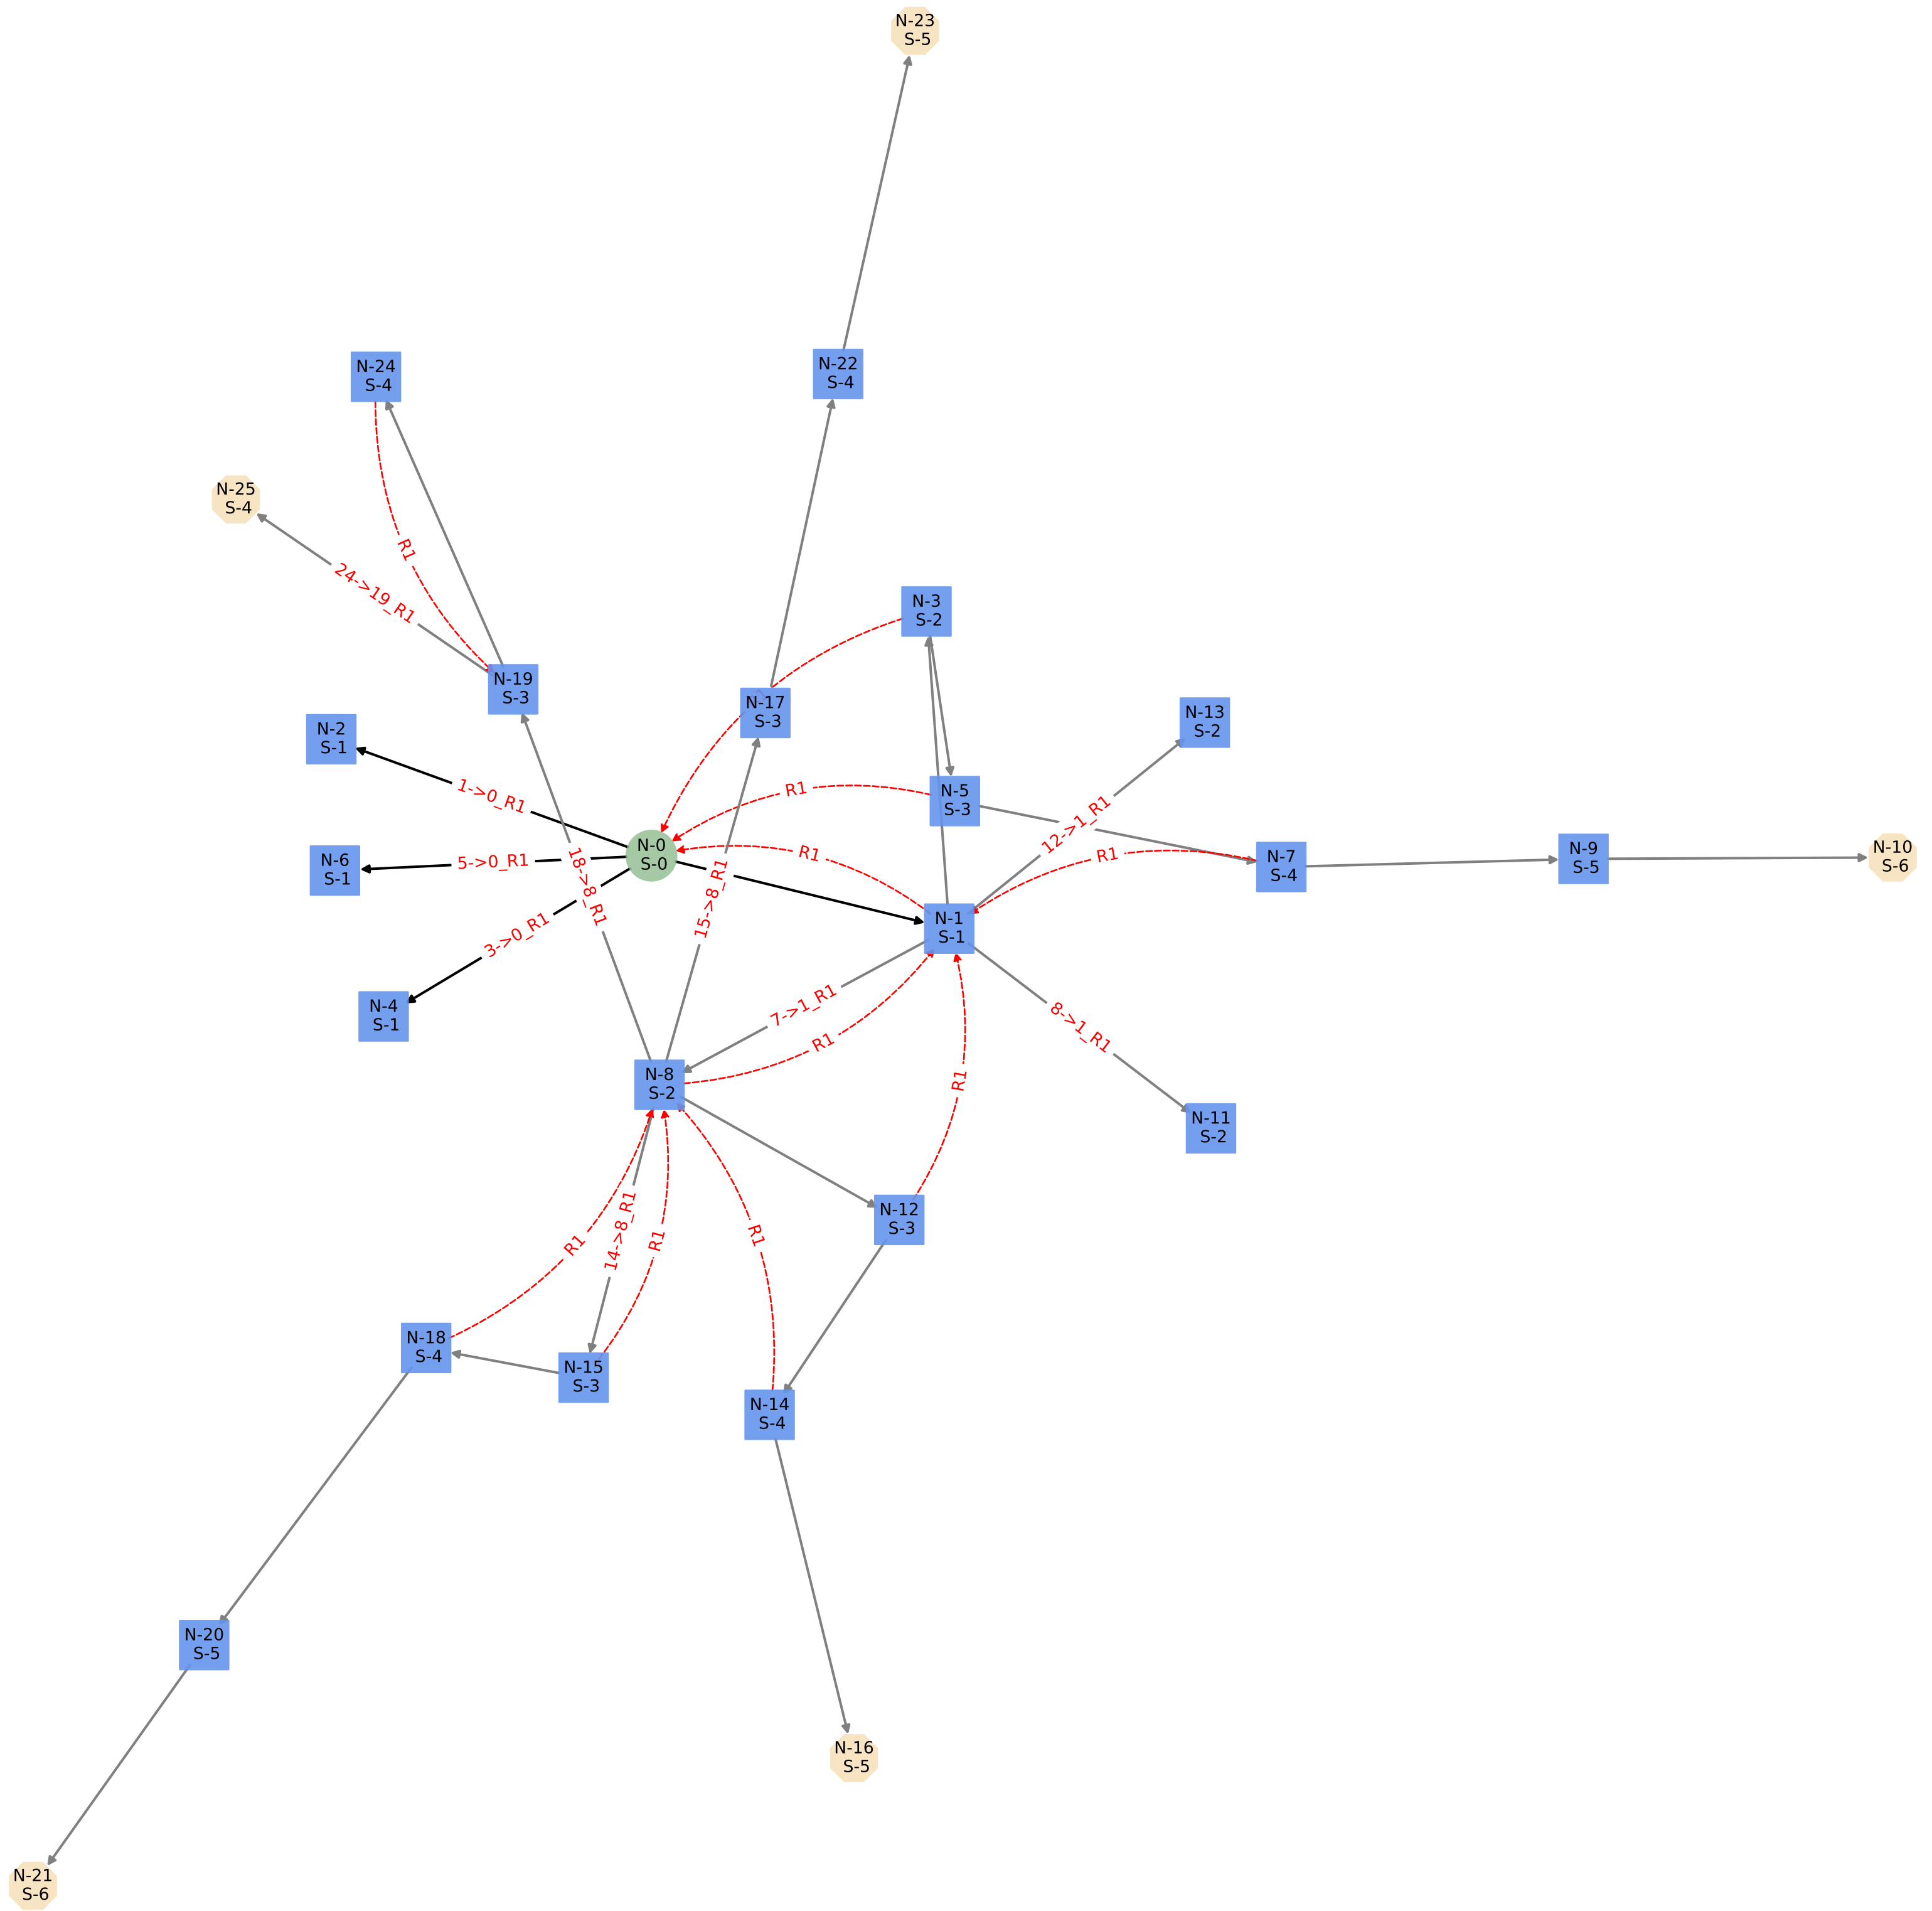 N-23
S-5
N-22
S-4
N-24
S-4
N-25
S-4
R1
24->19_R1
N-3
S-2
N-19
S-3
N-17
S-3
N-13
S-2
N-2
S-1
1->0_R1
R1
N-5
S-3
12->1_R1
N-0
S-0
R1
R1
N-7
S-4
N-9
S-5
N-10
S-6
N-6
S-1
5->0_R1
18->8_R1
15->8_R1
3->0_R1
N-1
S-1
N-4
S-1
7->1_R1
R1
8->1_R1
N-8
S-2
R1
N-11
S-2
N-12
S-3
14->8_R1
R1
R1
R1
N-18
S-4
N-15
S-3
N-14
S-4
N-20
S-5
N-16
S-5
N-21
S-6